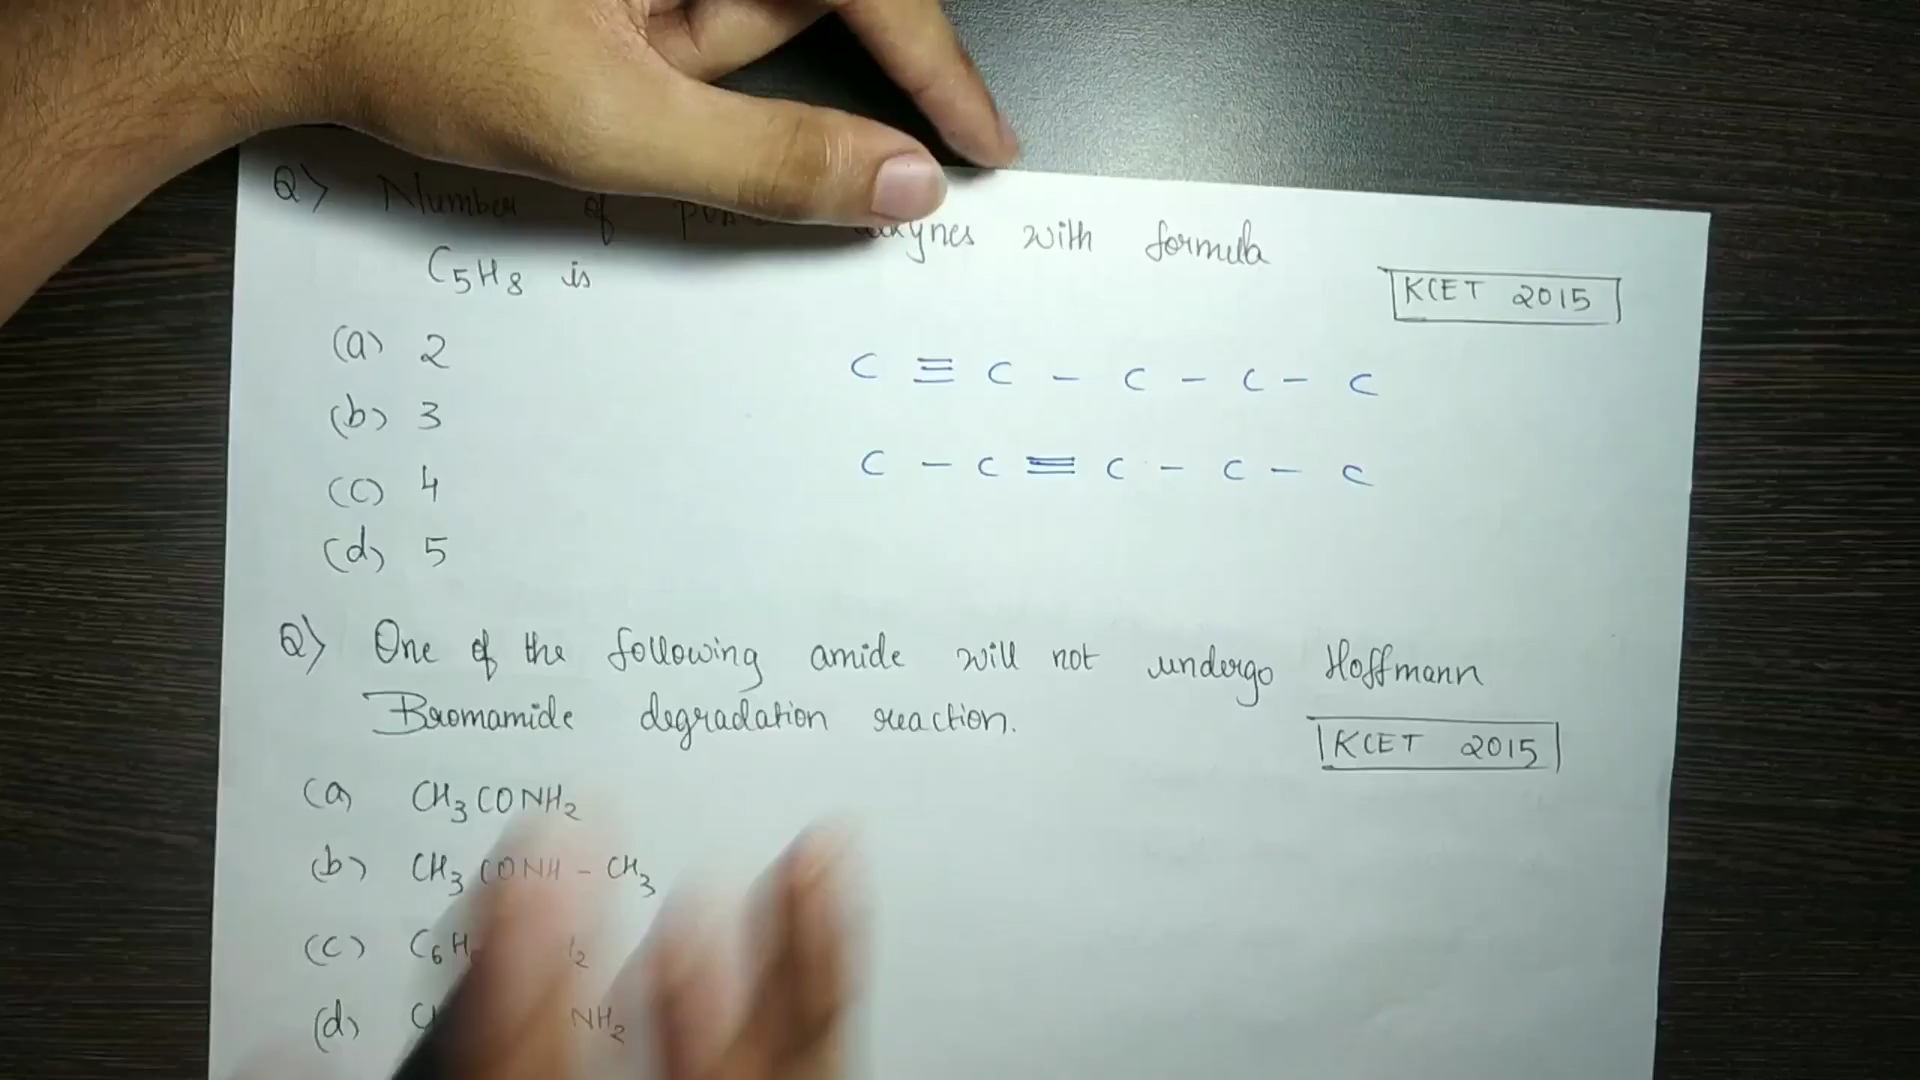 Q) Number of alkynes with formula
C5H8 is
KCET 2015
(a) 2
(b) 3
(c) 4
(d) 5
C ≡ C - C - C - C
C - C ≡ C - C - C
Q) One of the following amide will not undergo Hoffmann
Bromamide degradation reaction.
KCET 2015
(a) CH3CONH2
(b) CH3CONH - CH3
(c) C6H
(d) NH2